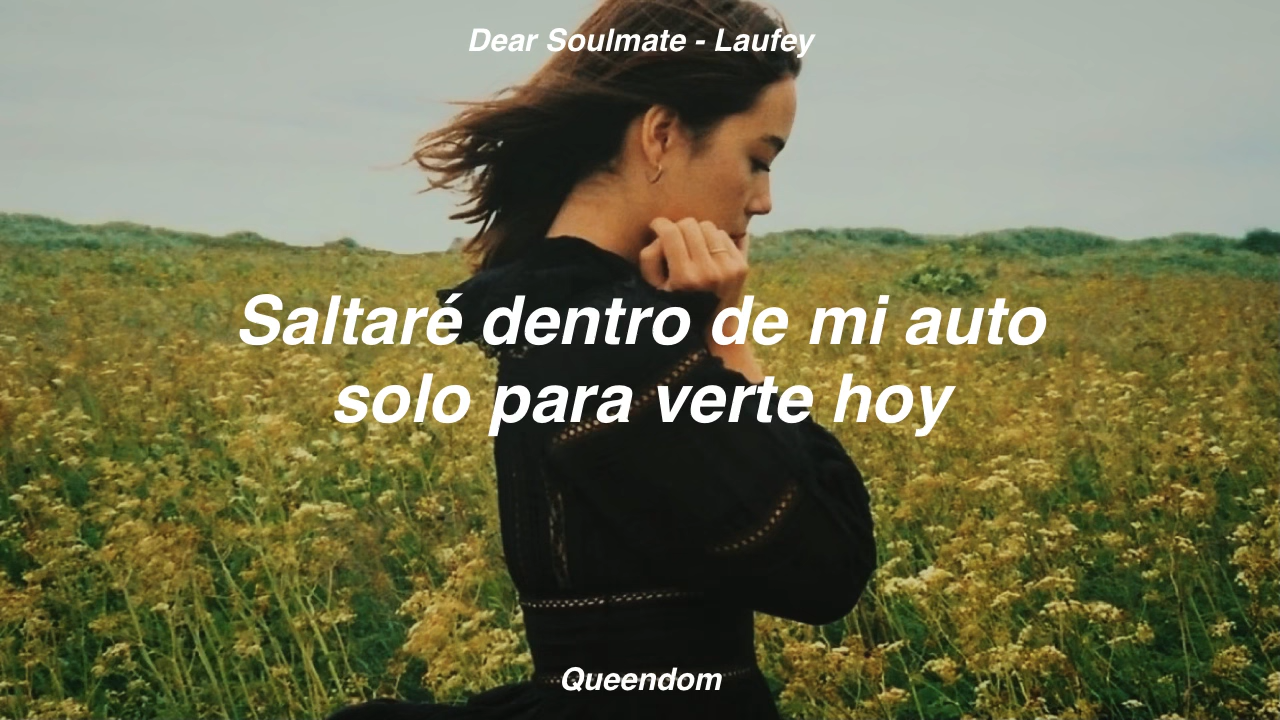 Dear Soulmate - Laufey
Saltaré dentro de mi auto
solo para verte hoy
Queendom